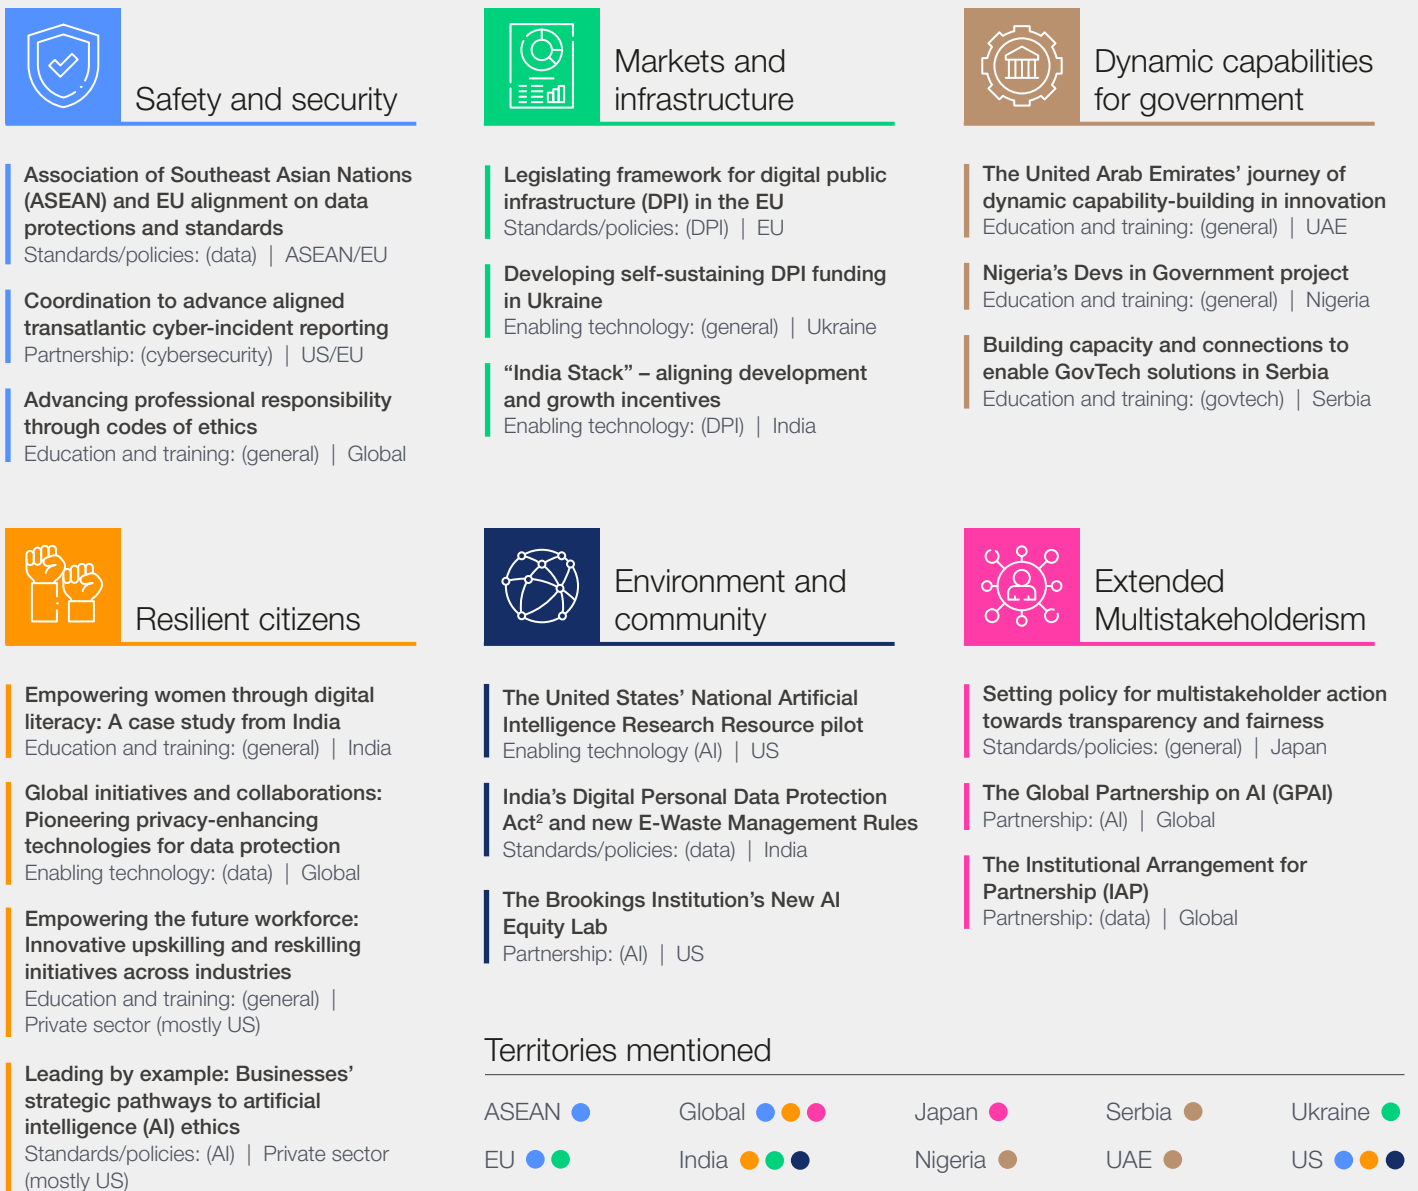 Safety and security
Association of Southeast Asian Nations
(ASEAN) and EU alignment on data
protections and standards
Standards/policies: (data) | ASEAN/EU
Coordination to advance aligned
transatlantic cyber-incident reporting
Partnership: (cybersecurity) | US/EU
Advancing professional responsibility
through codes of ethics
Education and training: (general) | Global
Markets and
infrastructure
Legislating framework for digital public
infrastructure (DPI) in the EU
Standards/policies: (DPI) | EU
Developing self-sustaining DPI funding
in Ukraine
Enabling technology: (general) | Ukraine
“India Stack” – aligning development
and growth incentives
Enabling technology: (DPI) | India
Dynamic capabilities
for government
The United Arab Emirates’ journey of
dynamic capability-building in innovation
Education and training: (general) | UAE
Nigeria’s Devs in Government project
Education and training: (general) | Nigeria
Building capacity and connections to
enable GovTech solutions in Serbia
Education and training: (govtech) | Serbia
Resilient citizens
Empowering women through digital
literacy: A case study from India
Education and training: (general) | India
Global initiatives and collaborations:
Pioneering privacy-enhancing
technologies for data protection
Enabling technology: (data) | Global
Empowering the future workforce:
Innovative upskilling and reskilling
initiatives across industries
Education and training: (general) |
Private sector (mostly US)
Leading by example: Businesses’
strategic pathways to artificial
intelligence (AI) ethics
Standards/policies: (AI) | Private sector
(mostly US)
Environment and
community
The United States’ National Artificial
Intelligence Research Resource pilot
Enabling technology (AI) | US
India’s Digital Personal Data Protection
Act² and new E-Waste Management Rules
Standards/policies: (data) | India
The Brookings Institution’s New AI
Equity Lab
Partnership: (AI) | US
Extended
Multistakeholderism
Setting policy for multistakeholder action
towards transparency and fairness
Standards/policies: (general) | Japan
The Global Partnership on AI (GPAI)
Partnership: (AI) | Global
The Institutional Arrangement for
Partnership (IAP)
Partnership: (data) | Global
Territories mentioned
ASEAN Global Japan Serbia Ukraine
EU India Nigeria UAE US